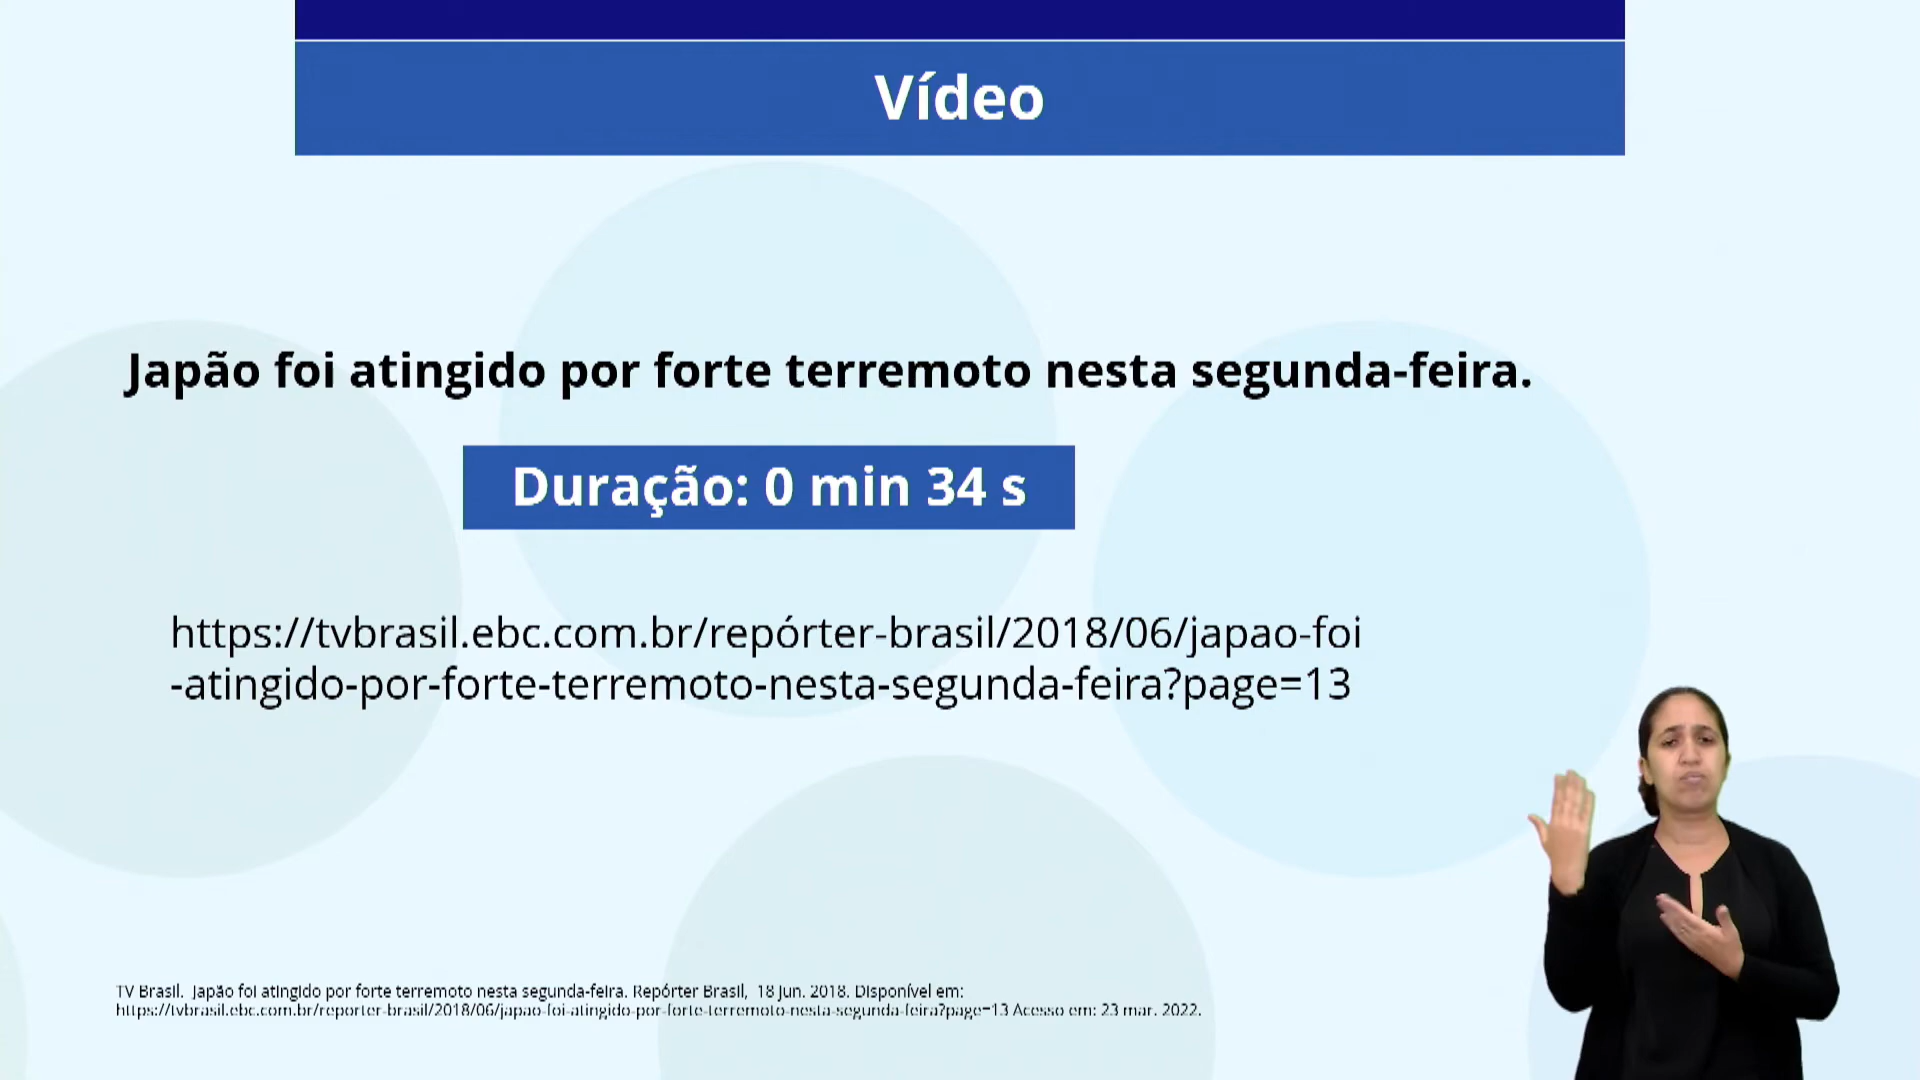 Vídeo
Japão foi atingido por forte terremoto nesta segunda-feira.
Duração: 0 min 34 s
https://tvbrasil.ebc.com.br/repórter-brasil/2018/06/japao-foi
-atingido-por-forte-terremoto-nesta-segunda-feira?page=13
TV Brasil. Japão foi atingido por forte terremoto nesta segunda-feira. Repórter Brasil, 18 jun. 2018. Disponível em:
https://tvbrasil.ebc.com.br/reporter-brasil/2018/06/japao-foi-atingido-por-forte-terremoto-nesta-segunda-feira?page=13 Acesso em: 23 mar. 2022.